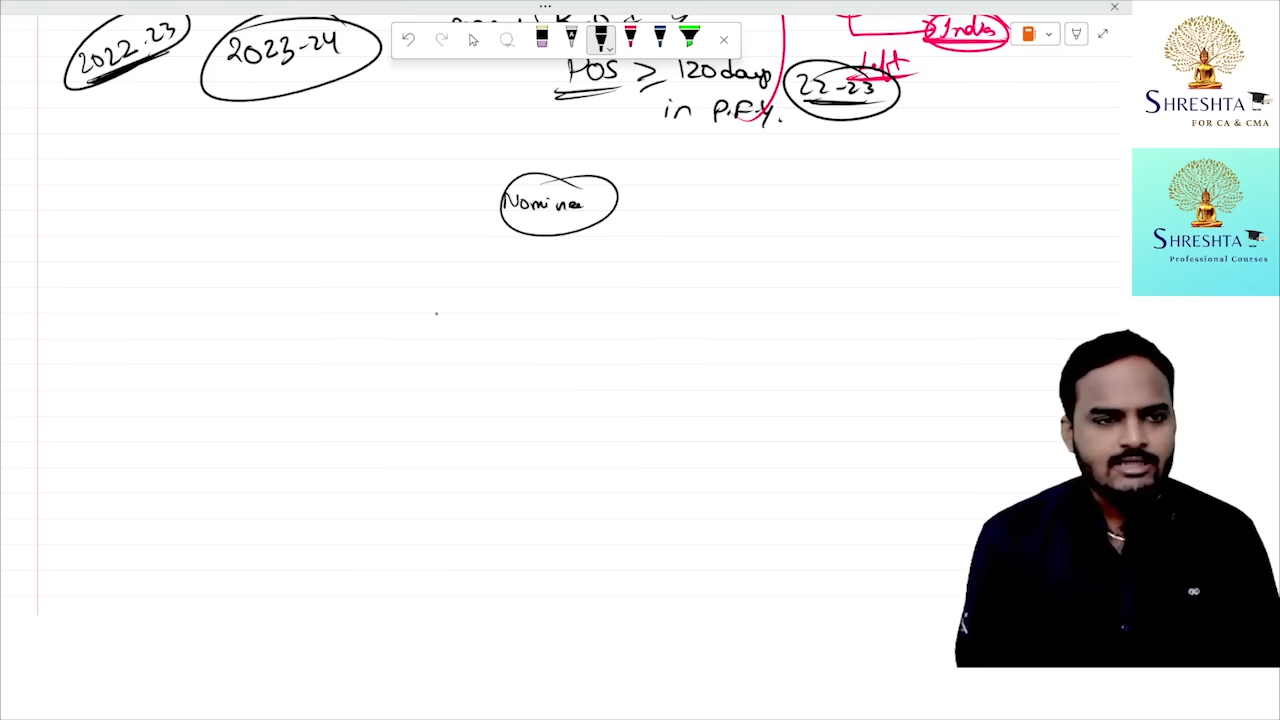 2022-23
2023-24
India
left
POS ≥ 120 days
22-23
in P.F.Y.
Nominee
SHRESHTA
FOR CA & CMA
SHRESHTA
Professional Courses